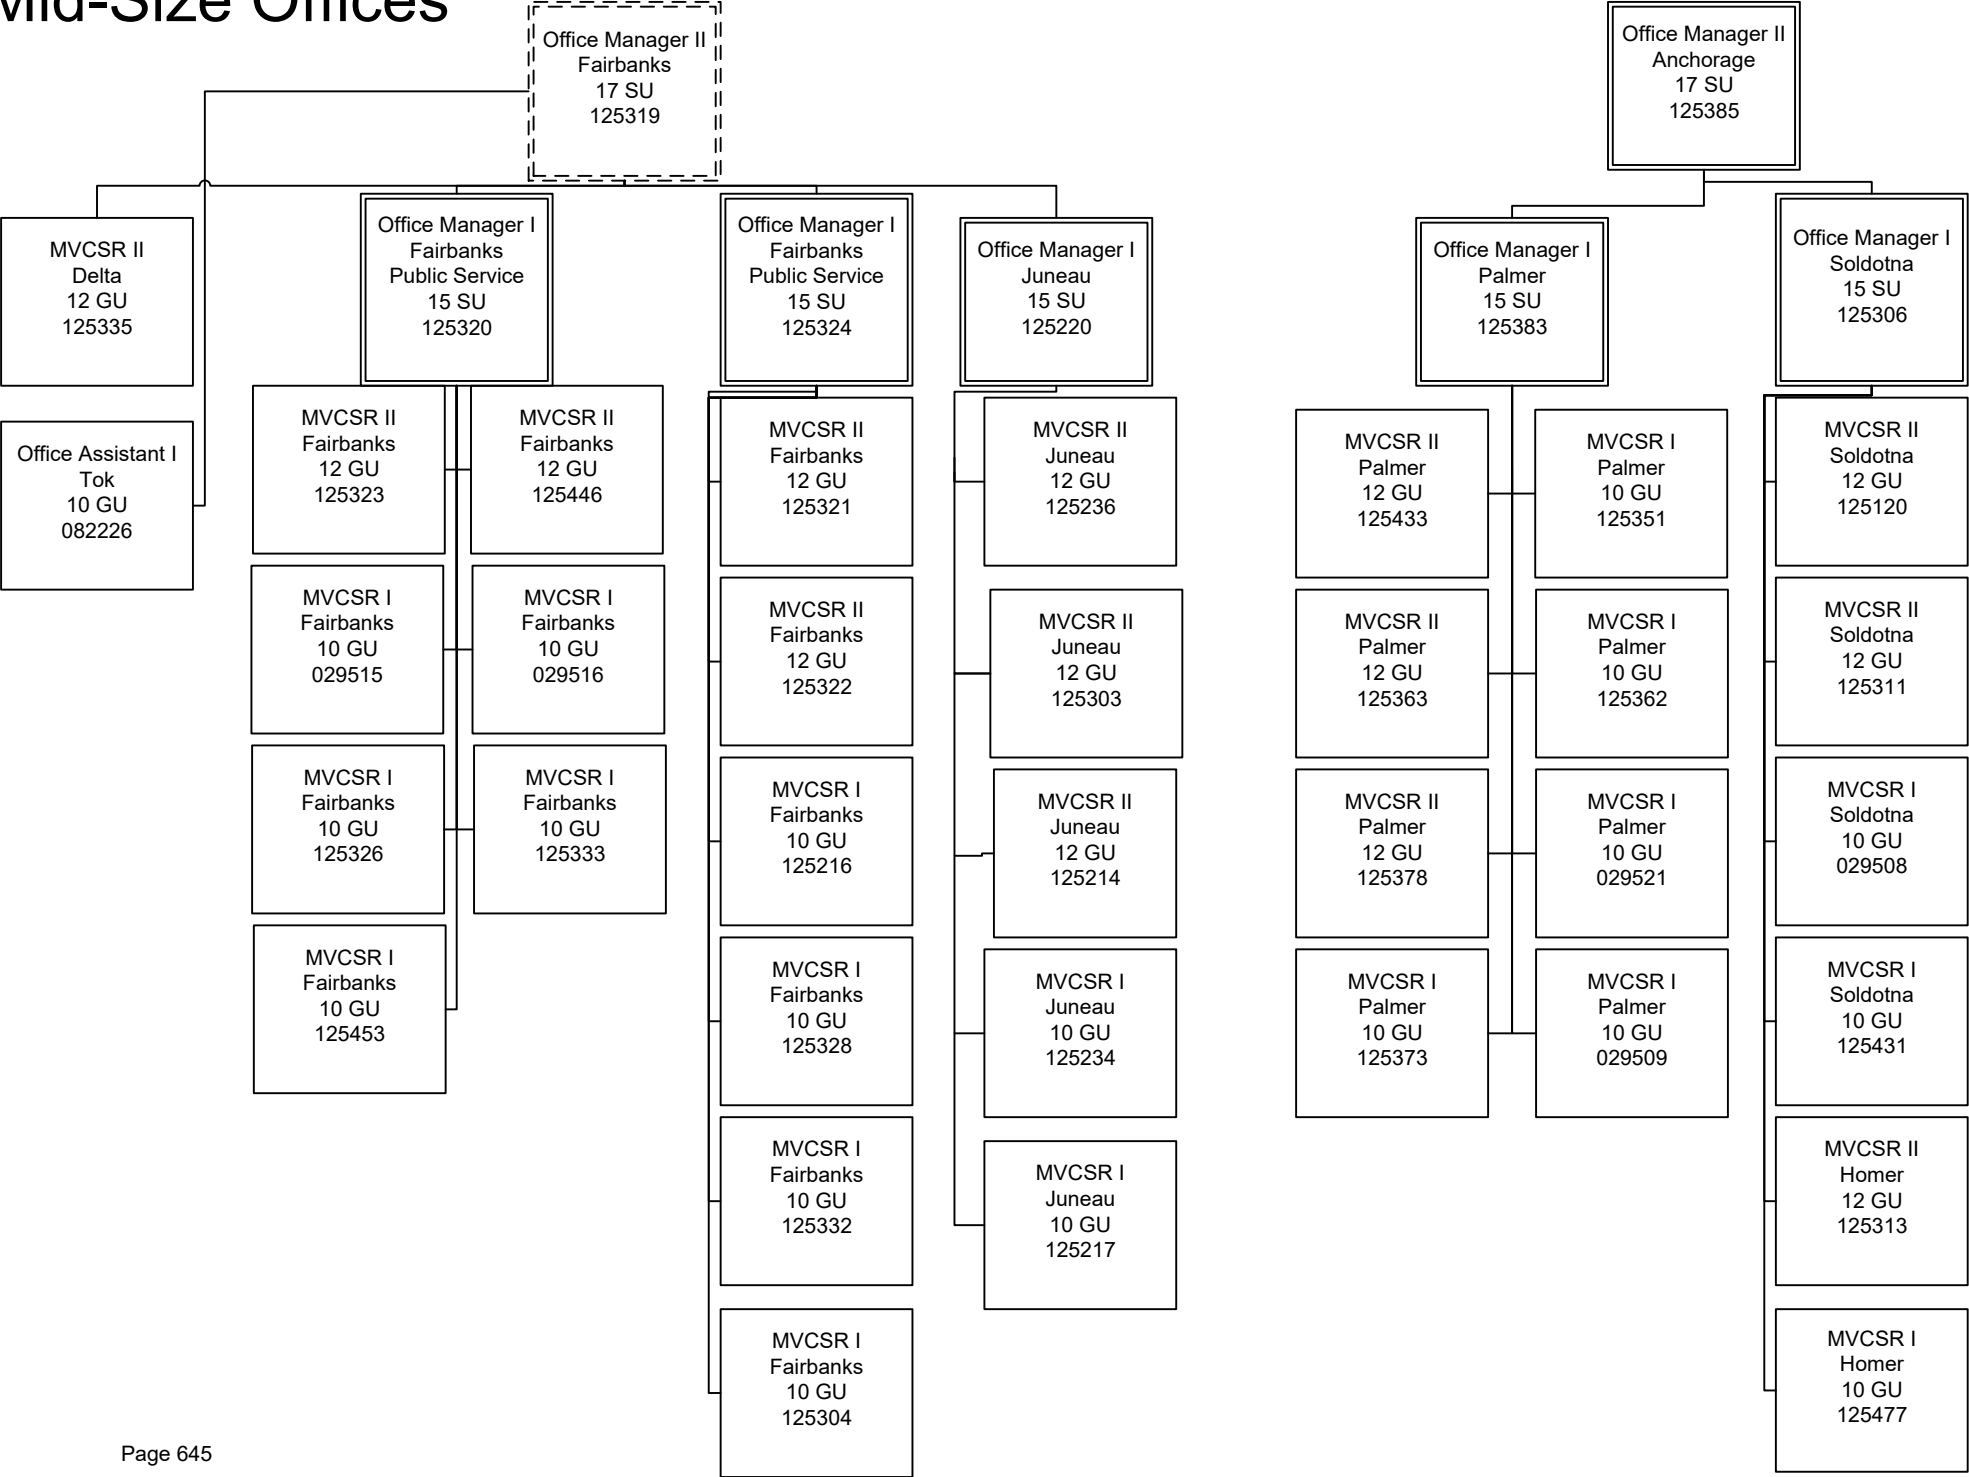 Mid-Size Offices
Office Manager II
Fairbanks
17 SU
125319
Office Manager II
Anchorage
17 SU
125385
MVCSR II
Delta
12 GU
125335
Office Assistant I
Tok
10 GU
082226
Office Manager I
Fairbanks
Public Service
15 SU
125320
MVCSR II
Fairbanks
12 GU
125323
MVCSR II
Fairbanks
12 GU
125446
MVCSR I
Fairbanks
10 GU
029515
MVCSR I
Fairbanks
10 GU
029516
MVCSR I
Fairbanks
10 GU
125326
MVCSR I
Fairbanks
10 GU
125333
MVCSR I
Fairbanks
10 GU
125453
Office Manager I
Fairbanks
Public Service
15 SU
125324
MVCSR II
Fairbanks
12 GU
125321
MVCSR II
Fairbanks
12 GU
125322
MVCSR I
Fairbanks
10 GU
125216
MVCSR I
Fairbanks
10 GU
125328
MVCSR I
Fairbanks
10 GU
125332
MVCSR I
Fairbanks
10 GU
125304
Office Manager I
Juneau
15 SU
125220
MVCSR II
Juneau
12 GU
125236
MVCSR II
Juneau
12 GU
125303
MVCSR II
Juneau
12 GU
125214
MVCSR I
Juneau
10 GU
125234
MVCSR I
Juneau
10 GU
125217
Office Manager I
Palmer
15 SU
125383
MVCSR II
Palmer
12 GU
125433
MVCSR I
Palmer
10 GU
125351
MVCSR II
Palmer
12 GU
125363
MVCSR I
Palmer
10 GU
125362
MVCSR II
Palmer
12 GU
125378
MVCSR I
Palmer
10 GU
029521
MVCSR I
Palmer
10 GU
125373
MVCSR I
Palmer
10 GU
029509
Office Manager I
Soldotna
15 SU
125306
MVCSR II
Soldotna
12 GU
125120
MVCSR II
Soldotna
12 GU
125311
MVCSR I
Soldotna
10 GU
029508
MVCSR I
Soldotna
10 GU
125431
MVCSR II
Homer
12 GU
125313
MVCSR I
Homer
10 GU
125477
Page 645